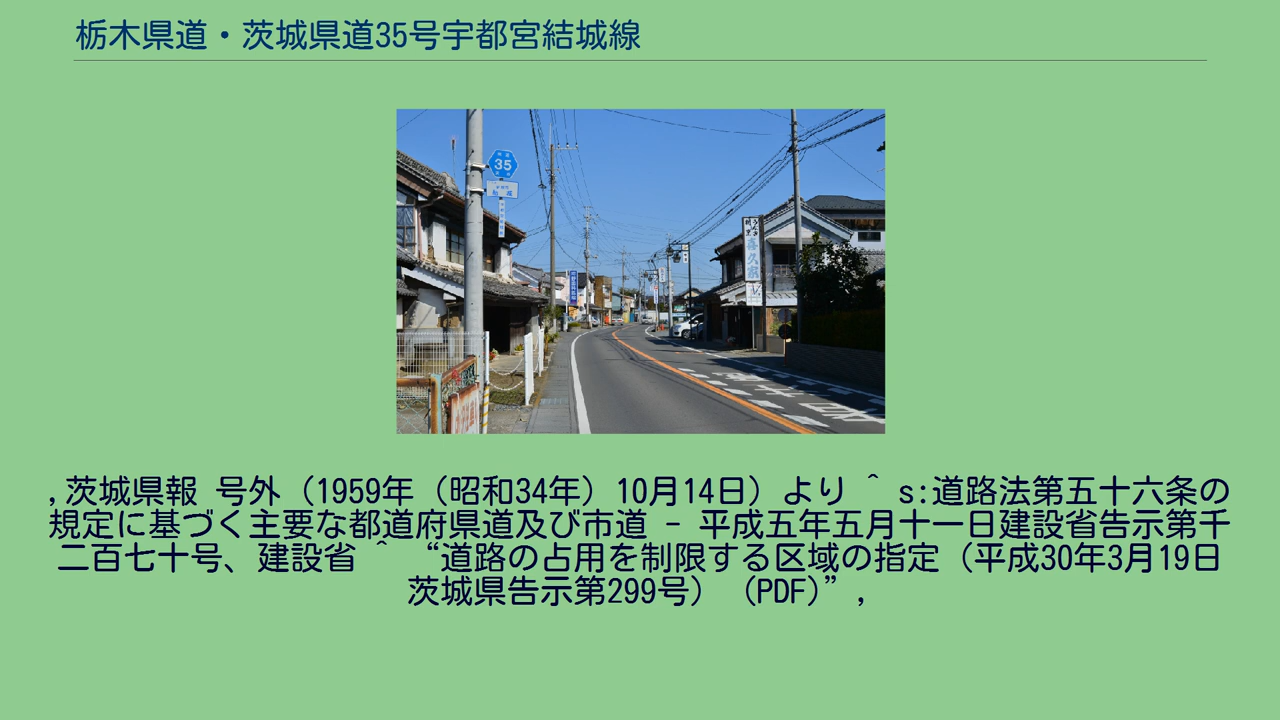 栃木県道・茨城県道35号宇都宮結城線
35
結城
喜久家
,茨城県報 号外（1959年（昭和34年）10月14日）より ^ s:道路法第五十六条の
規定に基づく主要な都道府県道及び市道 - 平成五年五月十一日建設省告示第千
二百七十号、建設省 ^ “道路の占用を制限する区域の指定（平成30年3月19日
茨城県告示第299号）（PDF)”,